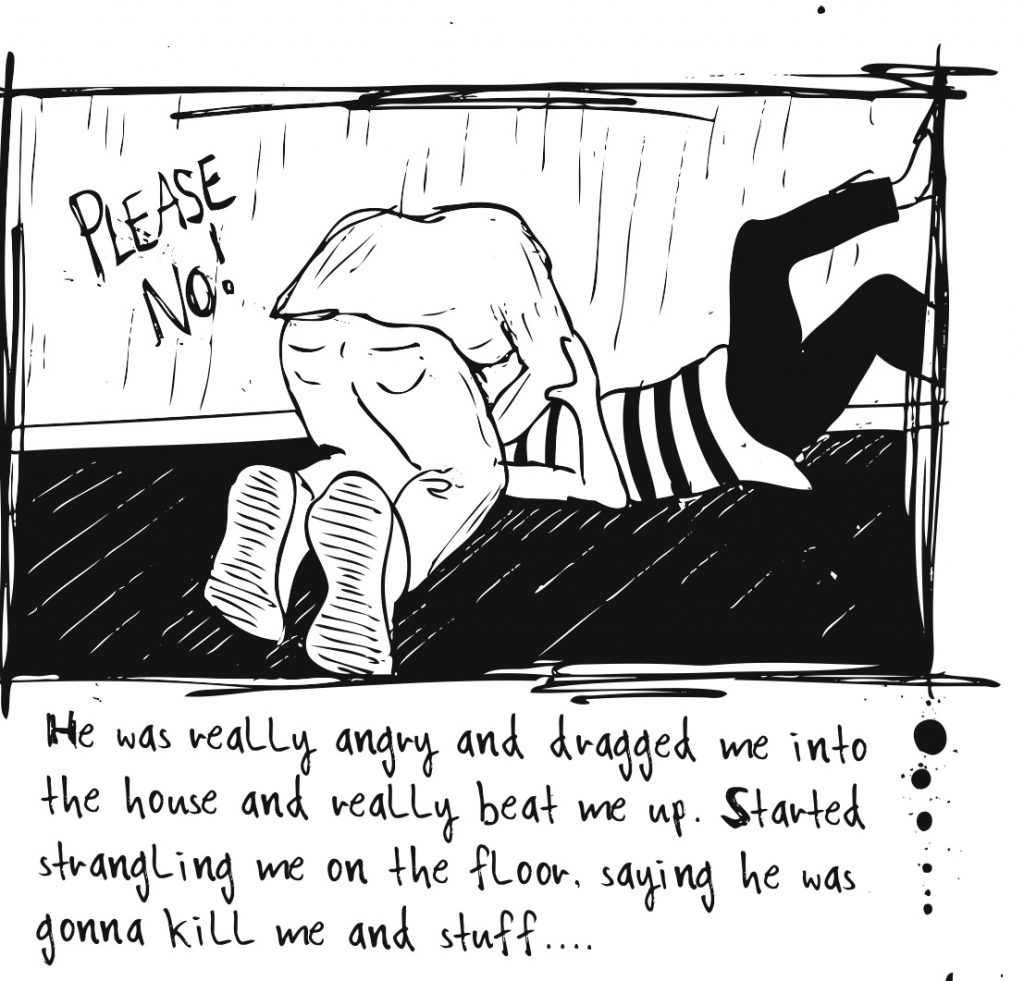 PLEASE
NO!
He was really angry and dragged me into
the house and really beat me up. Started
strangling me on the floor, saying he was
gonna kill me and stuff....